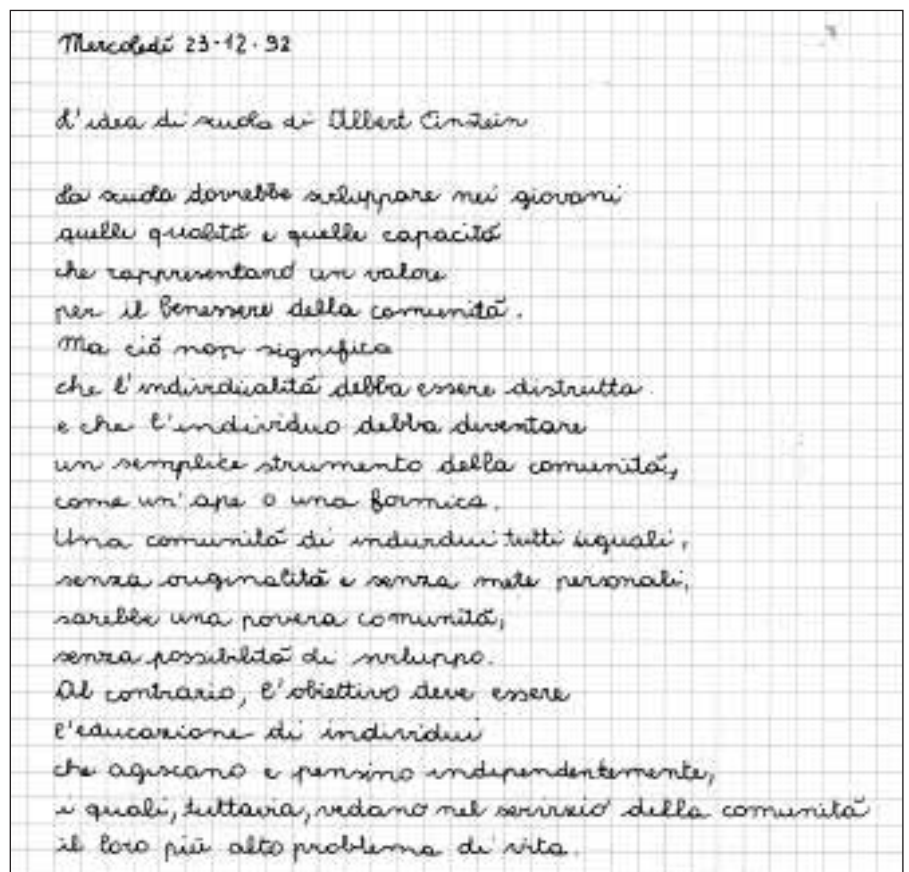 Mercoledí 23-12-92
L'idea di scuola di Albert Einstein
La scuola dovrebbe sviluppare nei giovani
quelle qualità e quelle capacità
che rappresentano un valore
per il benessere della comunità.
Ma ciò non significa
che l'individualità debba essere distrutta
e che l'individuo debba diventare
un semplice strumento della comunità,
come un'ape o una formica.
Una comunità di individui tutti uguali,
senza originalità e senza mete personali,
sarebbe una povera comunità,
senza possibilità di sviluppo.
Al contrario, l'obiettivo deve essere
l'educazione di individui
che agiscano e pensino indipendentemente,
i quali, tuttavia, vedano nel servizio della comunità
il loro più alto problema di vita.